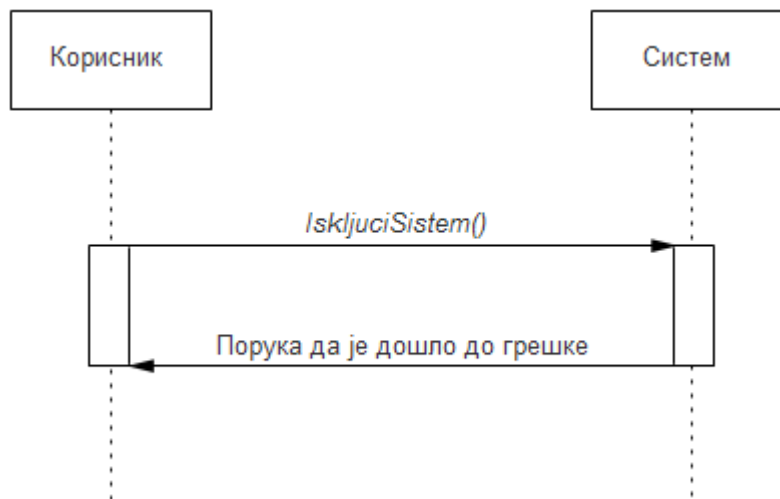 Корисник
Систем
IskljuciSistem()
Порука да је дошло до грешке